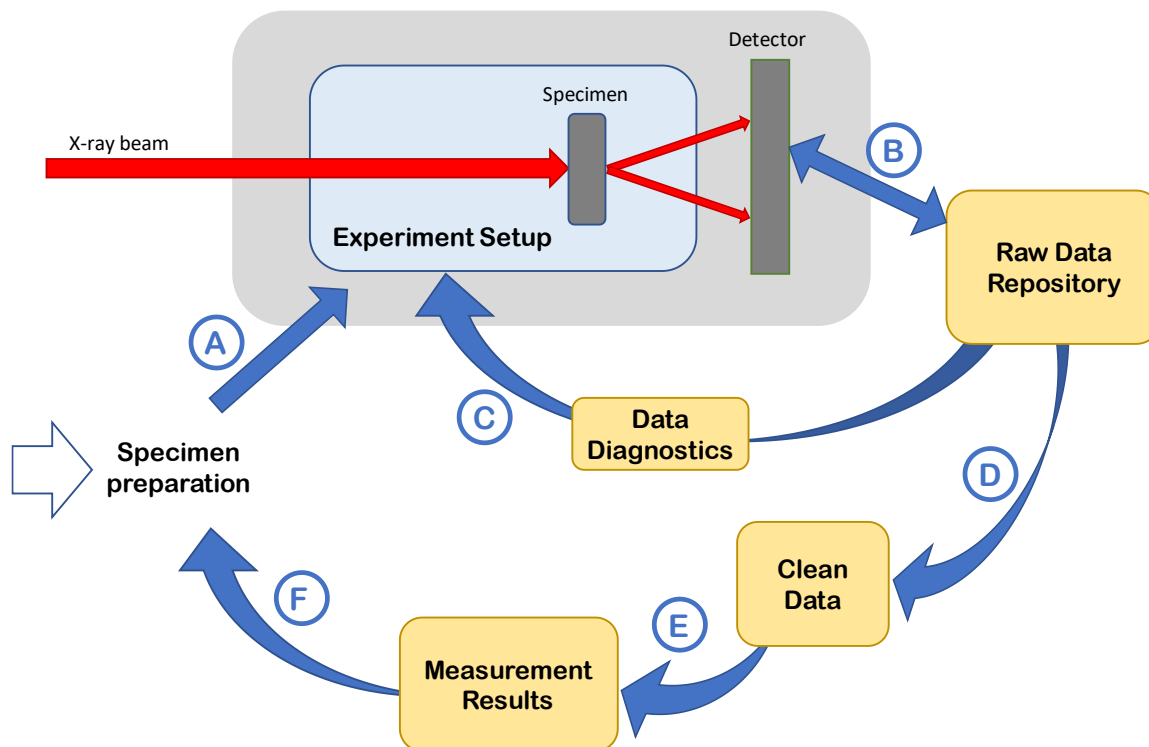 Detector
Specimen
X-ray beam
B
Experiment Setup
Raw Data
Repository
A
C
Data
Diagnostics
Specimen
preparation
D
Clean
Data
F
E
Measurement
Results